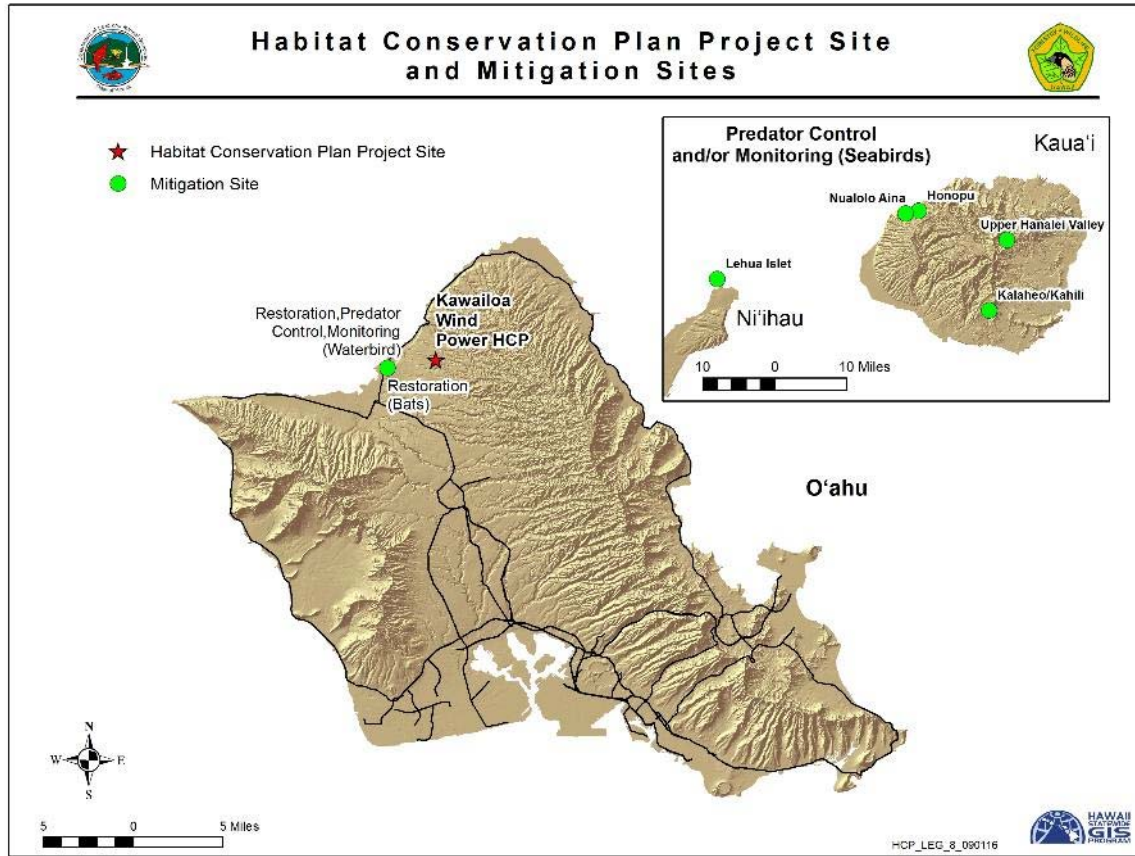 Habitat Conservation Plan Project Site
and Mitigation Sites
Habitat Conservation Plan Project Site
Mitigation Site
Predator Control
and/or Monitoring (Seabirds)
Kaua'i
Nualolo Aina
Honopu
Upper Hanalei Valley
Lehua Islet
Kalaheo/Kahili
Ni'ihau
10 0 10 Miles
Restoration,Predator
Control,Monitoring
(Waterbird)
Kawailoa
Wind
Power HCP
Restoration
(Bats)
O'ahu
N
W E
S
5 0 5 Miles
HCP_LEG_8_090116
HAWAII
STATEWIDE
GIS
PROGRAM